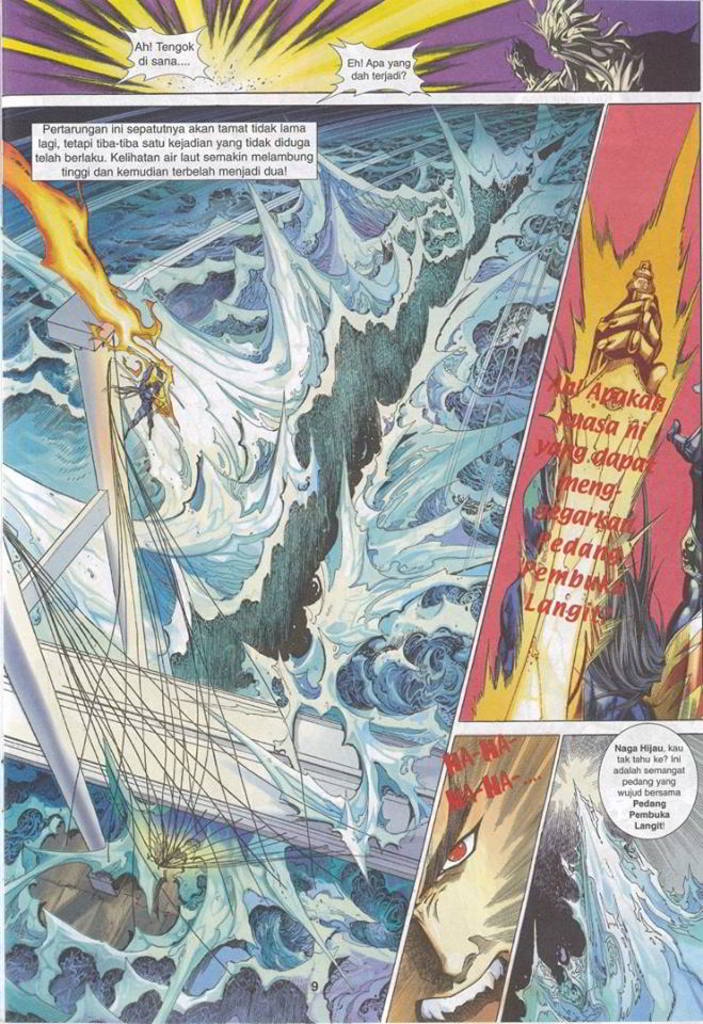 Ah! Tengok
di sana....
Eh! Apa yang
dah terjadi?
Pertarungan ini sepatutnya akan tamat tidak lama
lagi, tetapi tiba-tiba satu kejadian yang tidak diduga
telah berlaku. Kelihatan air laut semakin melambung
tinggi dan kemudian terbelah menjadi dua!
Ah! Apakah
kuasa ni
yang dapat
meng-
segarkan
Pedang
Pembuka
Langit!
HA-HA-
HA-HA-...
Naga Hijau, kau
tak tahu ke? Ini
adalah semangat
pedang yang
wujud bersama
Pedang
Pembuka
Langit!
9